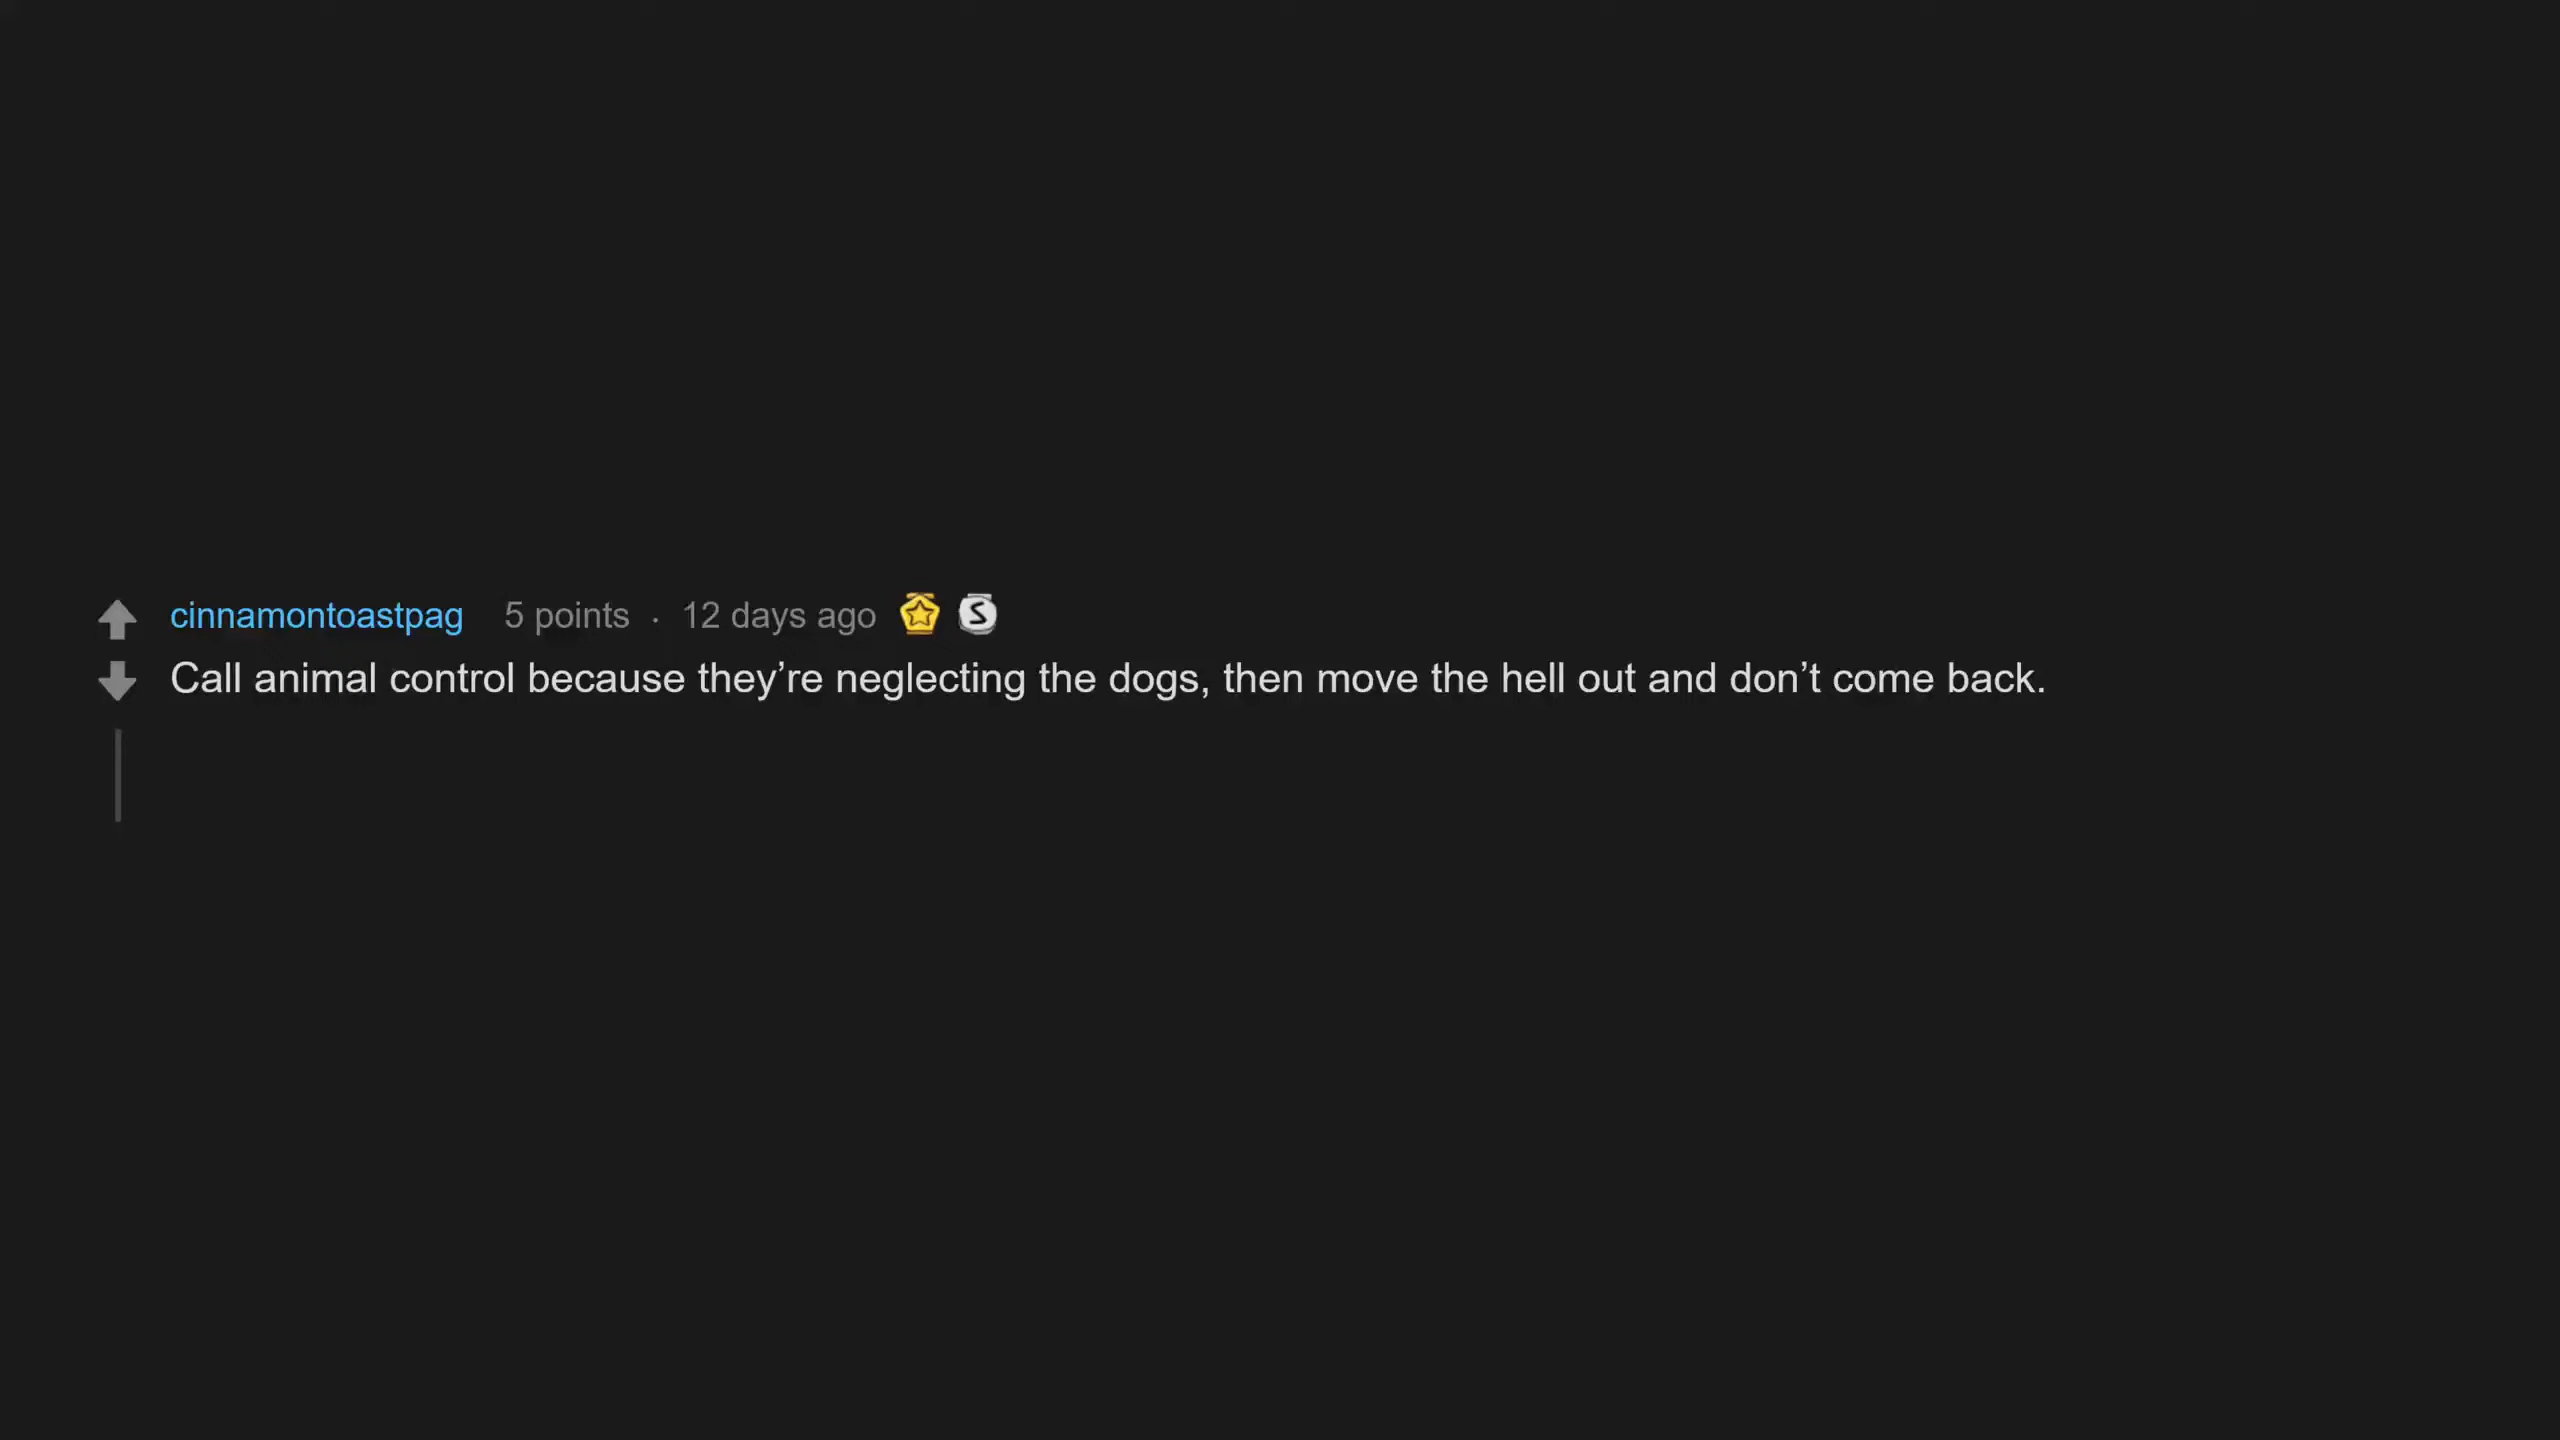 cinnamontoastpag 5 points · 12 days ago S
Call animal control because they’re neglecting the dogs, then move the hell out and don’t come back.